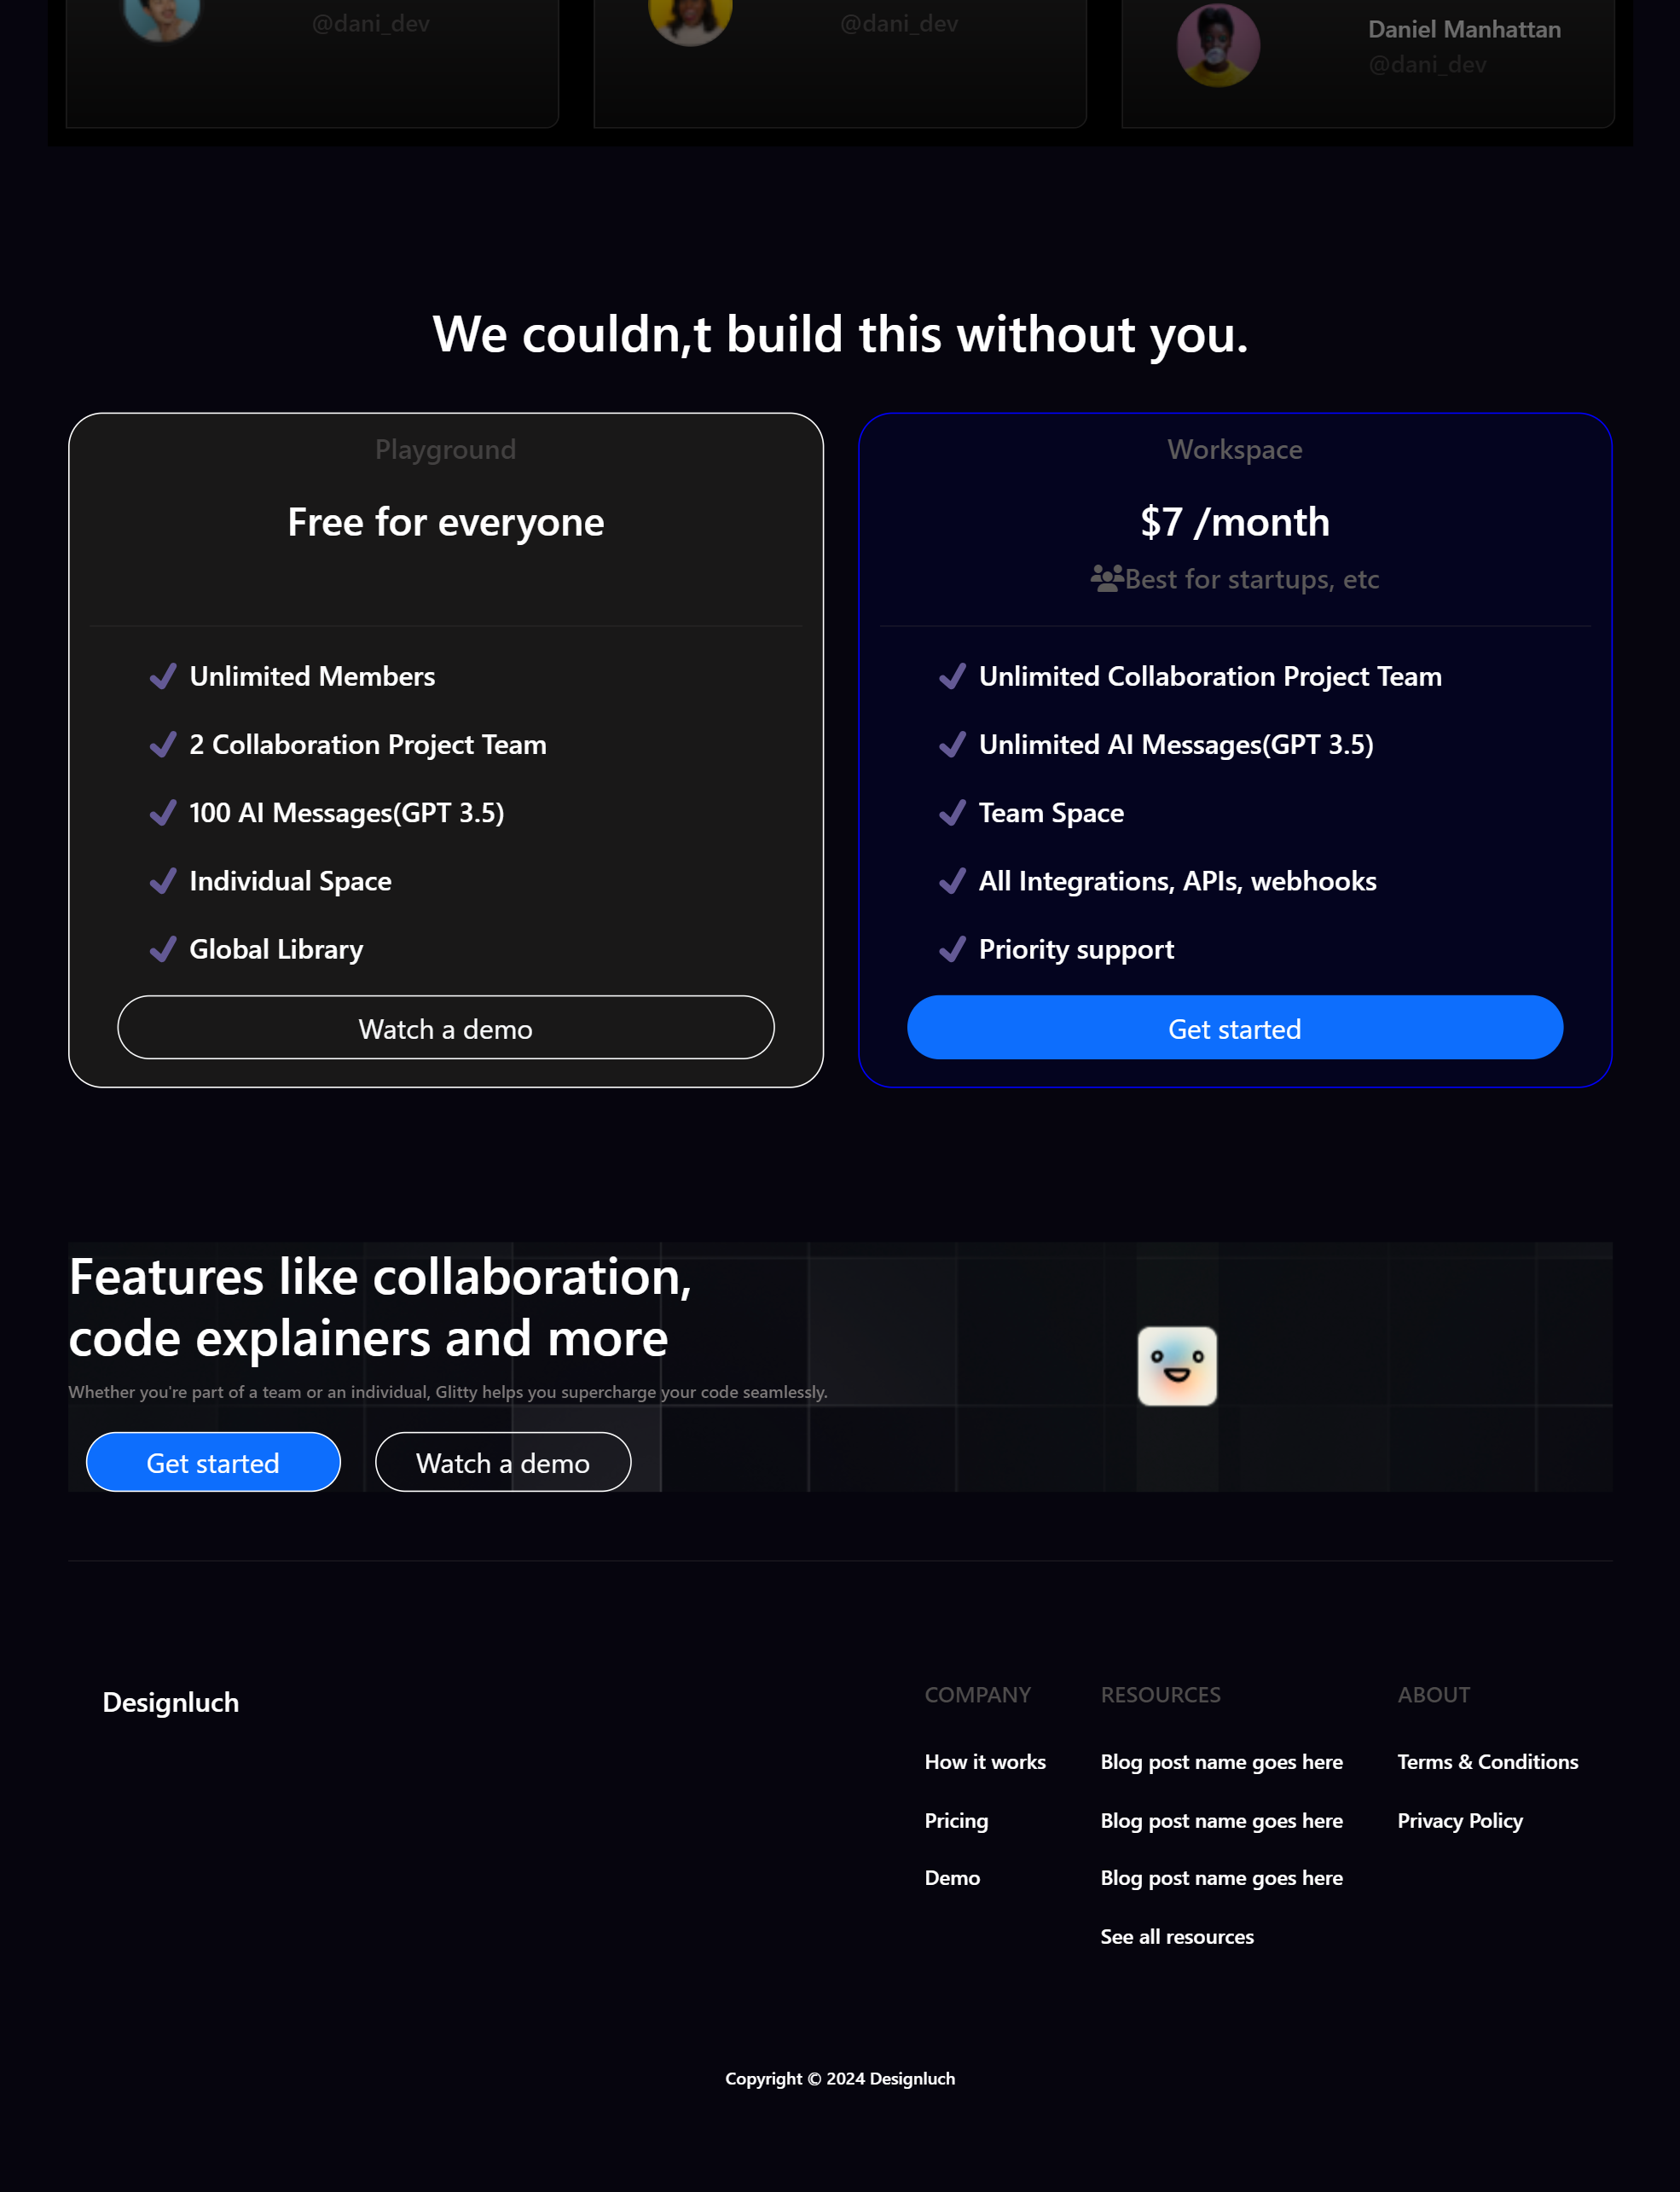 @dani_dev
@dani_dev
Daniel Manhattan
@dani_dev
We couldn,t build this without you.
Playground
Free for everyone
Unlimited Members
2 Collaboration Project Team
100 AI Messages(GPT 3.5)
Individual Space
Global Library
Watch a demo
Workspace
$7 /month
Best for startups, etc
Unlimited Collaboration Project Team
Unlimited AI Messages(GPT 3.5)
Team Space
All Integrations, APIs, webhooks
Priority support
Get started
Features like collaboration,
code explainers and more
Whether you're part of a team or an individual, Glitty helps you supercharge your code seamlessly.
Get started
Watch a demo
Designluch
COMPANY
How it works
Pricing
Demo
RESOURCES
Blog post name goes here
Blog post name goes here
Blog post name goes here
See all resources
ABOUT
Terms & Conditions
Privacy Policy
Copyright © 2024 Designluch